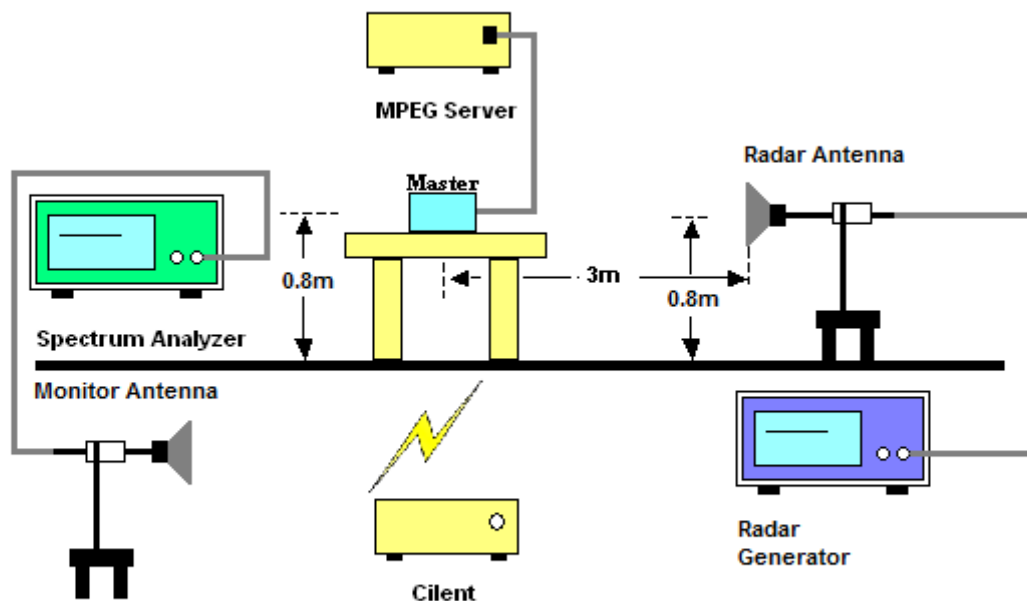 MPEG Server
Radar Antenna
Master
0.8m
3m
0.8m
Spectrum Analyzer
Monitor Antenna
Radar
Generator
Cilent